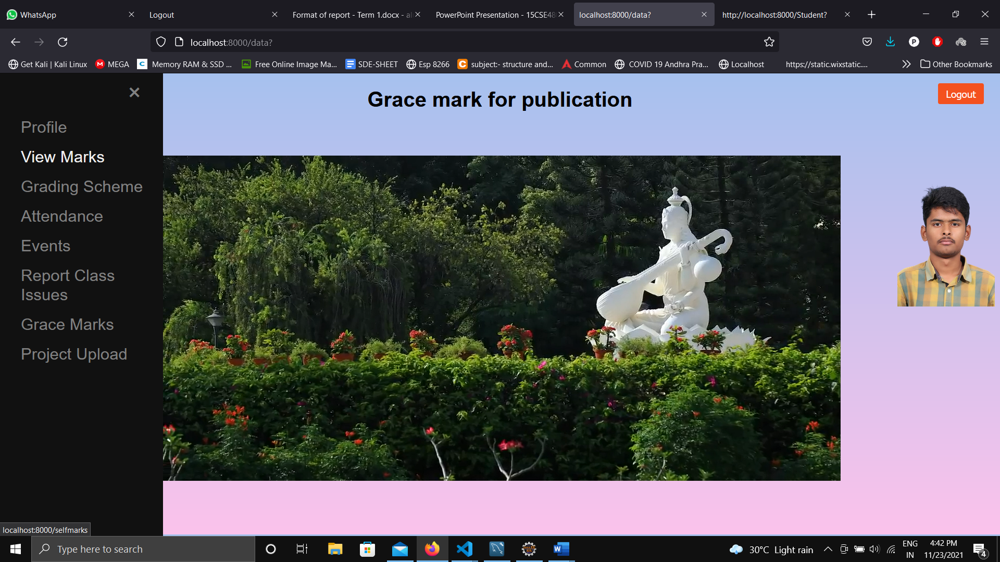 WhatsApp
Logout
Format of report - Term 1.docx - al
PowerPoint Presentation - 15CSE48
localhost:8000/data?
http://localhost:8000/Student?
localhost:8000/data?
Get Kali | Kali Linux
MEGA
Memory RAM & SSD ...
Free Online Image Ma...
SDE-SHEET
Esp 8266
subject:- structure and...
Common
COVID 19 Andhra Pra...
Localhost
https://static.wixstatic....
Other Bookmarks
Grace mark for publication
Logout
Profile
View Marks
Grading Scheme
Attendance
Events
Report Class
Issues
Grace Marks
Project Upload
localhost:8000/selfmarks
Type here to search
30°C Light rain
ENG
IN
4:42 PM
11/23/2021
4